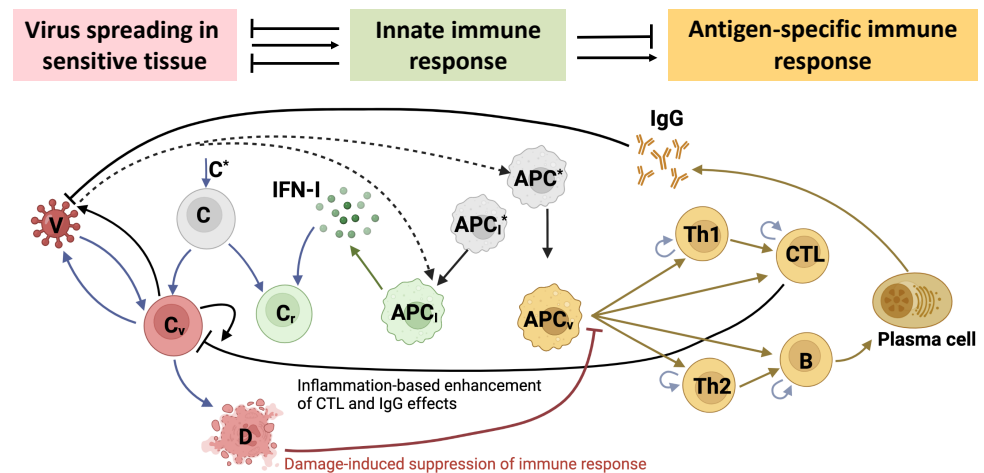 Virus spreading in
sensitive tissue
Innate immune
response
Antigen-specific immune
response
IgG
C*
APC*
IFN-I
V
C
APCI*
Th1
CTL
Cv
Cr
APCI
APCv
Plasma cell
B
Th2
Inflammation-based enhancement
of CTL and IgG effects
D
Damage-induced suppression of immune response